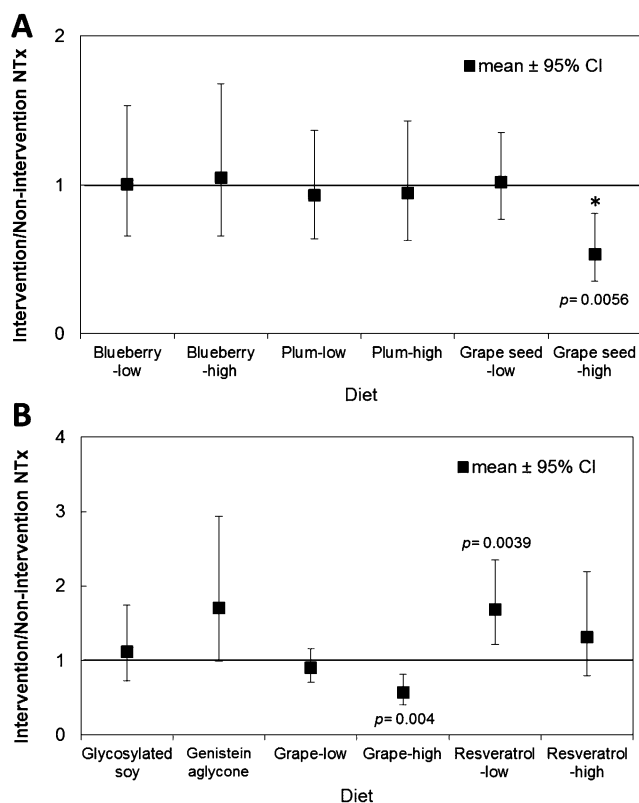 A
Intervention/Non-intervention NTx
2
1
0
■ mean ± 95% CI
*
p= 0.0056
Blueberry
-low
Blueberry
-high
Plum-low
Plum-high
Grape seed
-low
Grape seed
-high
Diet
B
Intervention/Non-intervention NTx
4
3
2
1
0
■ mean ± 95% CI
p= 0.0039
p= 0.004
Glycosylated
soy
Genistein
aglycone
Grape-low
Grape-high
Resveratrol
-low
Resveratrol
-high
Diet